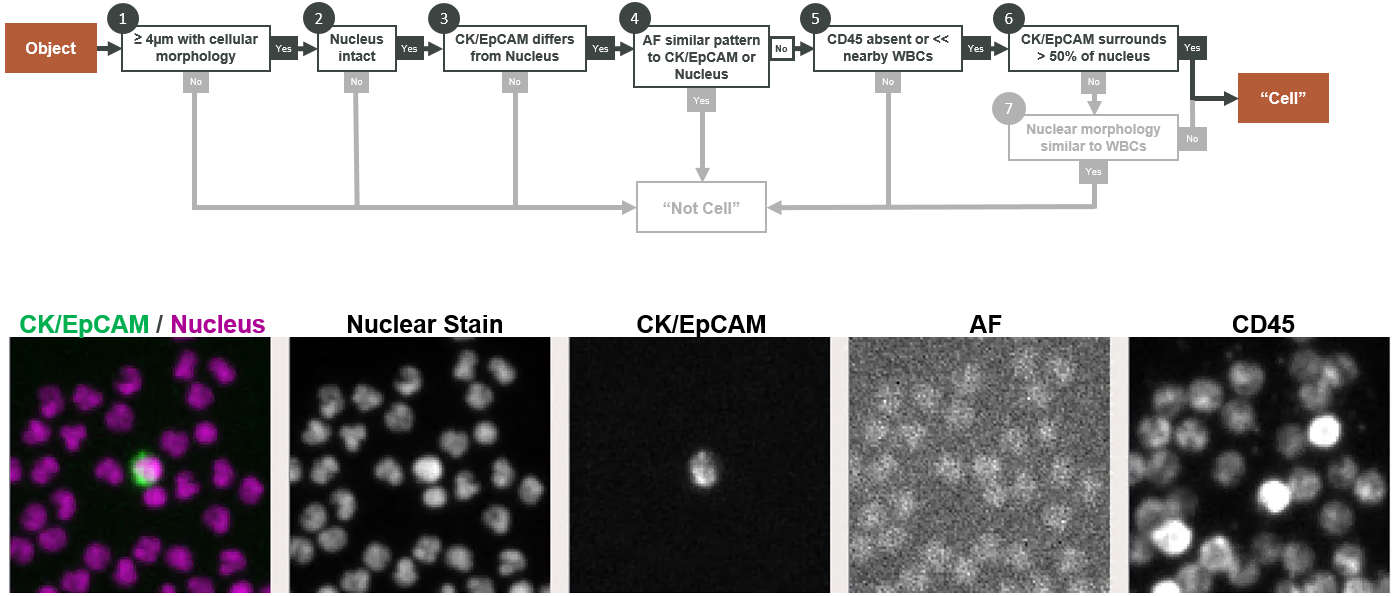 Object
1
≥ 4µm with cellular
morphology
Yes
No
2
Nucleus
intact
Yes
No
3
CK/EpCAM differs
from Nucleus
Yes
No
4
AF similar pattern
to CK/EpCAM or
Nucleus
No
Yes
5
CD45 absent or <<
nearby WBCs
Yes
No
6
CK/EpCAM surrounds
> 50% of nucleus
Yes
No
7
Nuclear morphology
similar to WBCs
No
Yes
“Cell”
“Not Cell”
CK/EpCAM / Nucleus
Nuclear Stain
CK/EpCAM
AF
CD45